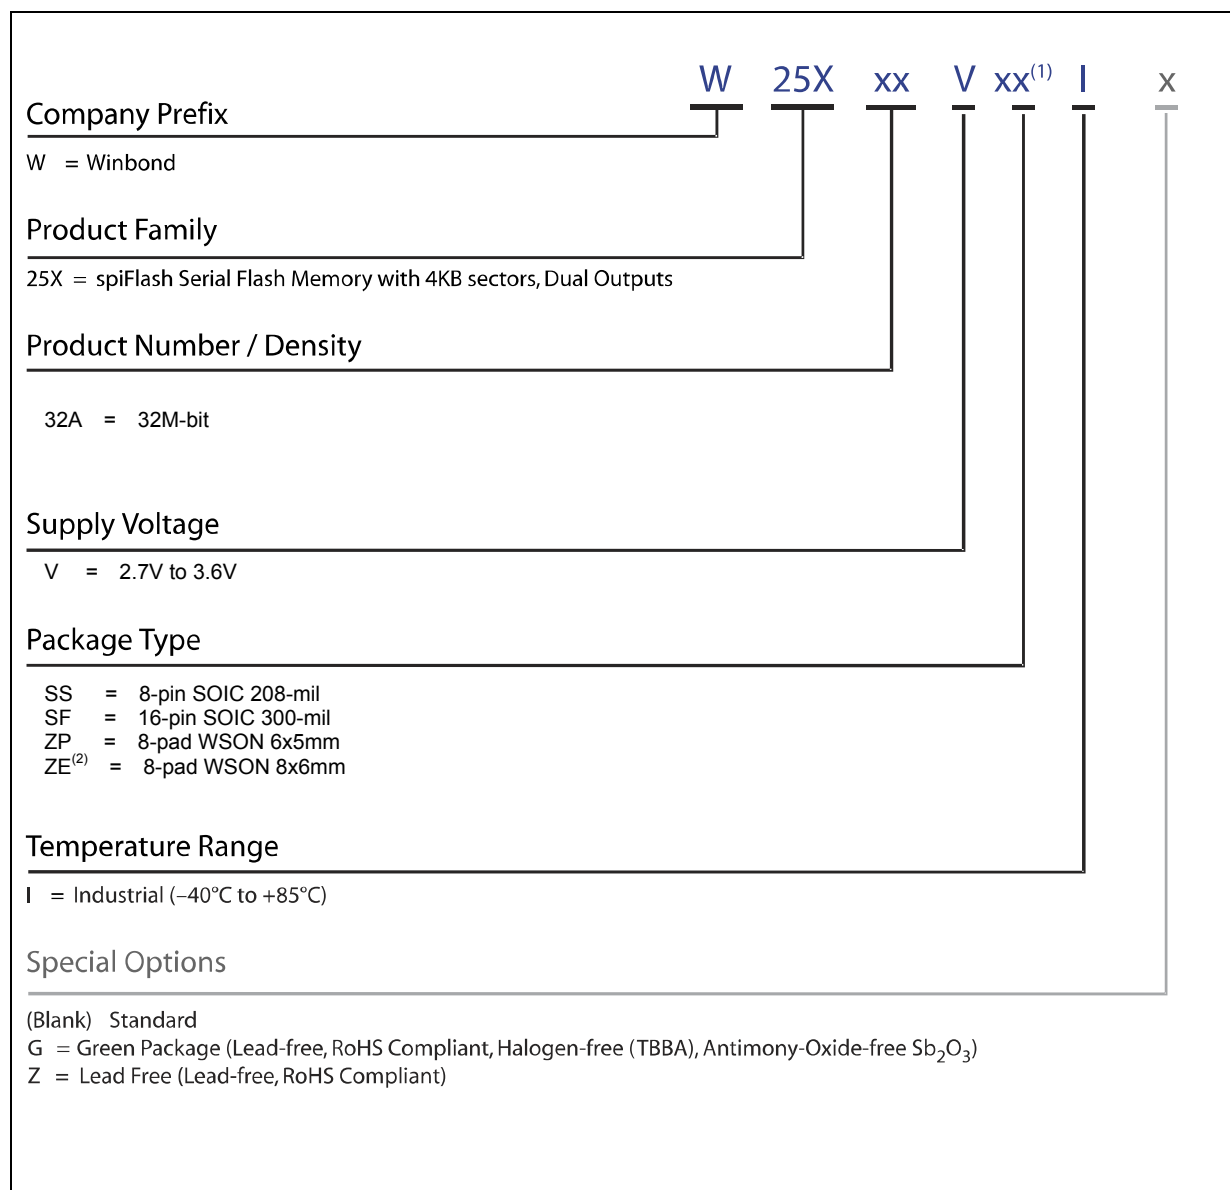 W 25X xx V xx(1) I x
Company Prefix
W = Winbond
Product Family
25X = spiFlash Serial Flash Memory with 4KB sectors, Dual Outputs
Product Number / Density
32A = 32M-bit
Supply Voltage
V = 2.7V to 3.6V
Package Type
SS = 8-pin SOIC 208-mil
SF = 16-pin SOIC 300-mil
ZP = 8-pad WSON 6x5mm
ZE(2) = 8-pad WSON 8x6mm
Temperature Range
I = Industrial (–40°C to +85°C)
Special Options
(Blank) Standard
G = Green Package (Lead-free, RoHS Compliant, Halogen-free (TBBA), Antimony-Oxide-free Sb2O3)
Z = Lead Free (Lead-free, RoHS Compliant)